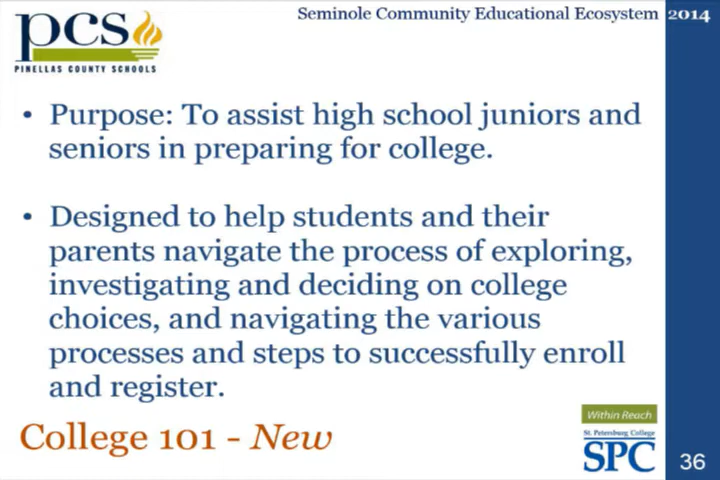 Seminole Community Educational Ecosystem 2014
pcs
PINELLAS COUNTY SCHOOLS
• Purpose: To assist high school juniors and
seniors in preparing for college.
• Designed to help students and their
parents navigate the process of exploring,
investigating and deciding on college
choices, and navigating the various
processes and steps to successfully enroll
and register.
College 101 - New
Within Reach
St. Petersburg College
SPC
36